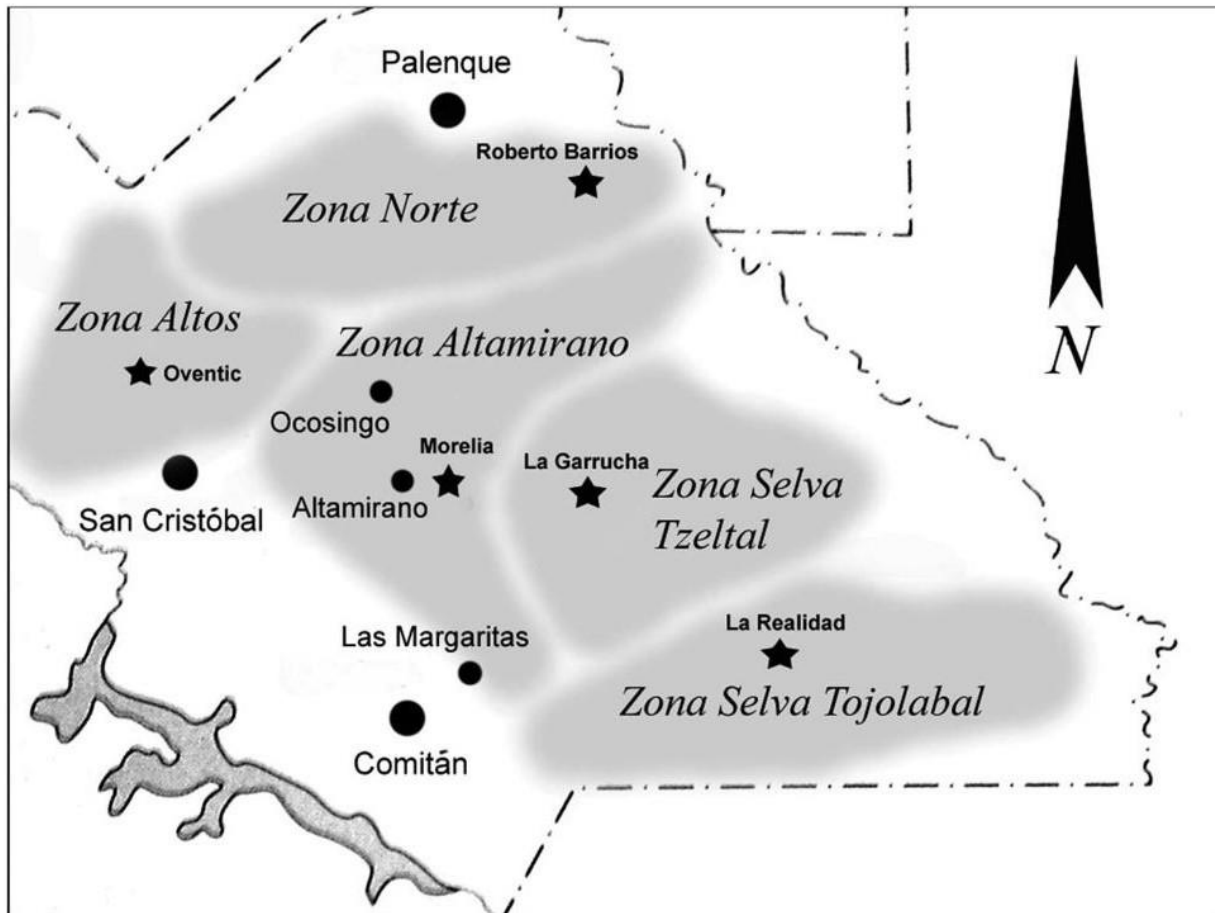 Palenque
Roberto Barrios
Zona Norte
Zona Altos
Zona Altamirano
N
Oventic
Ocosingo
Morelia
La Garrucha
Altamirano
Zona Selva
Tzeltal
San Cristóbal
La Realidad
Las Margaritas
Zona Selva Tojolabal
Comitán